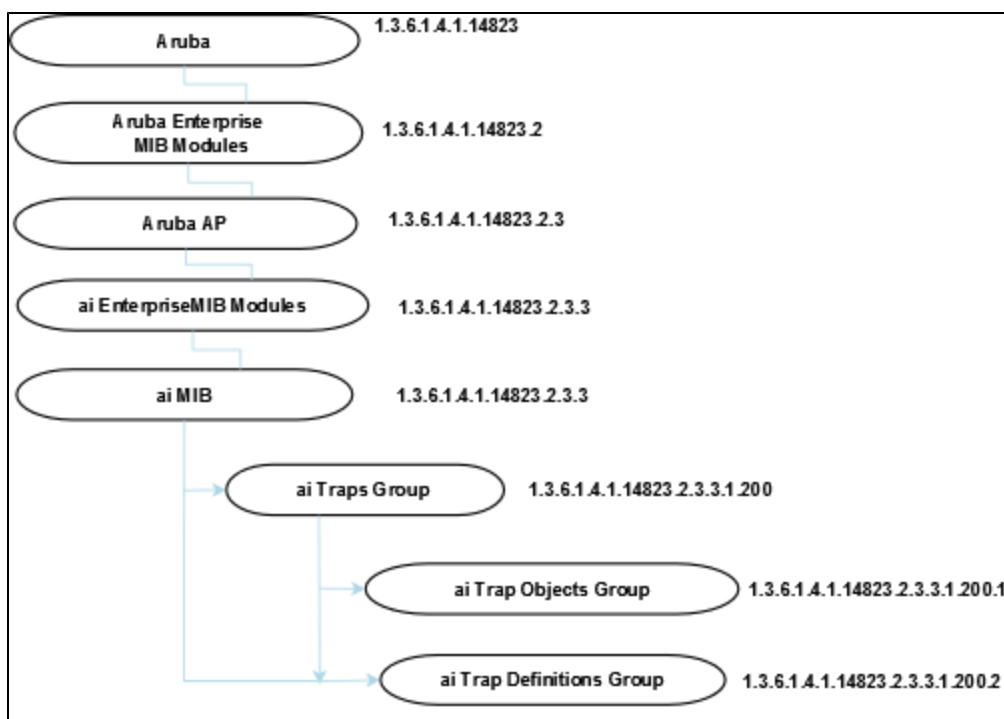 Aruba
1.3.6.1.4.1.14823
Aruba Enterprise
MIB Modules
1.3.6.1.4.1.14823.2
Aruba AP
1.3.6.1.4.1.14823.2.3
ai EnterpriseMIB Modules
1.3.6.1.4.1.14823.2.3.3
ai MIB
1.3.6.1.4.1.14823.2.3.3
ai Traps Group
1.3.6.1.4.1.14823.2.3.3.1.200
ai Trap Objects Group
1.3.6.1.4.1.14823.2.3.3.1.200.1
ai Trap Definitions Group
1.3.6.1.4.1.14823.2.3.3.1.200.2